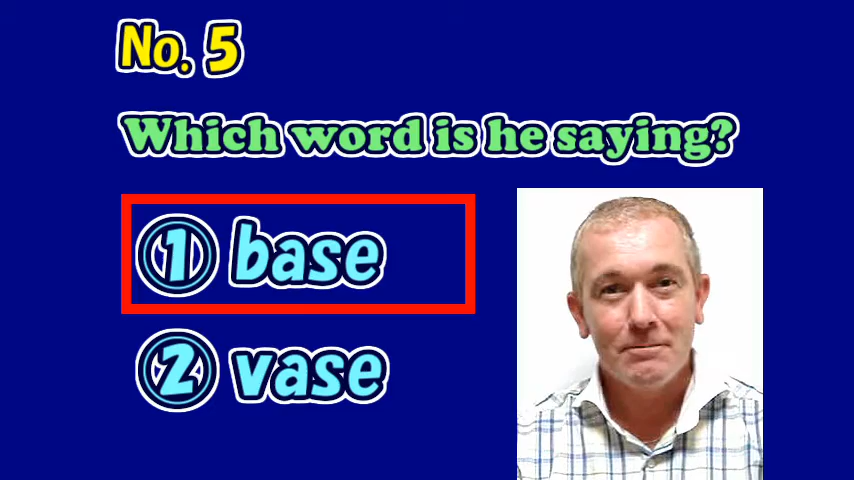 No. 5
Which word is he saying?
① base
② vase